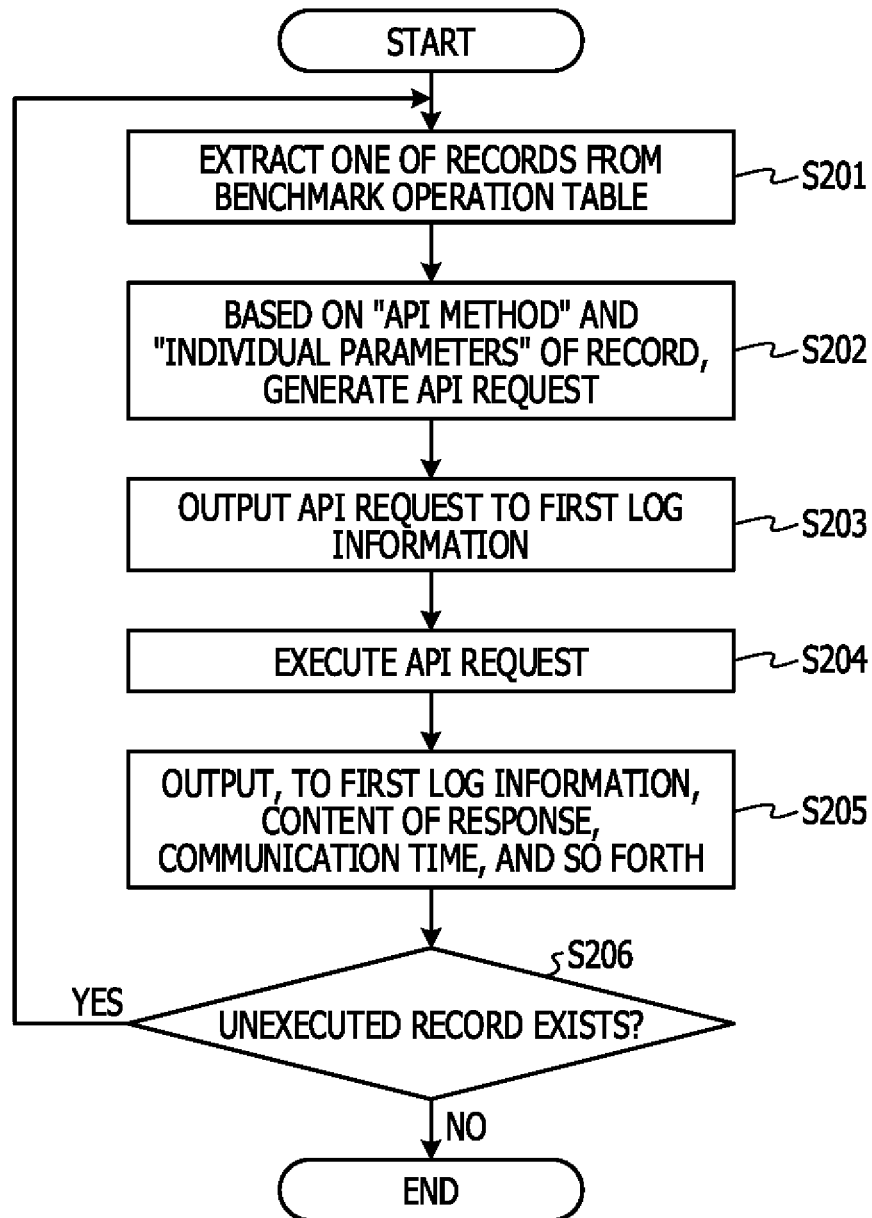 START
EXTRACT ONE OF RECORDS FROM
BENCHMARK OPERATION TABLE
S201
BASED ON "API METHOD" AND
"INDIVIDUAL PARAMETERS" OF RECORD,
GENERATE API REQUEST
S202
OUTPUT API REQUEST TO FIRST LOG
INFORMATION
S203
EXECUTE API REQUEST
S204
OUTPUT, TO FIRST LOG INFORMATION,
CONTENT OF RESPONSE,
COMMUNICATION TIME, AND SO FORTH
S205
S206
YES
UNEXECUTED RECORD EXISTS?
NO
END